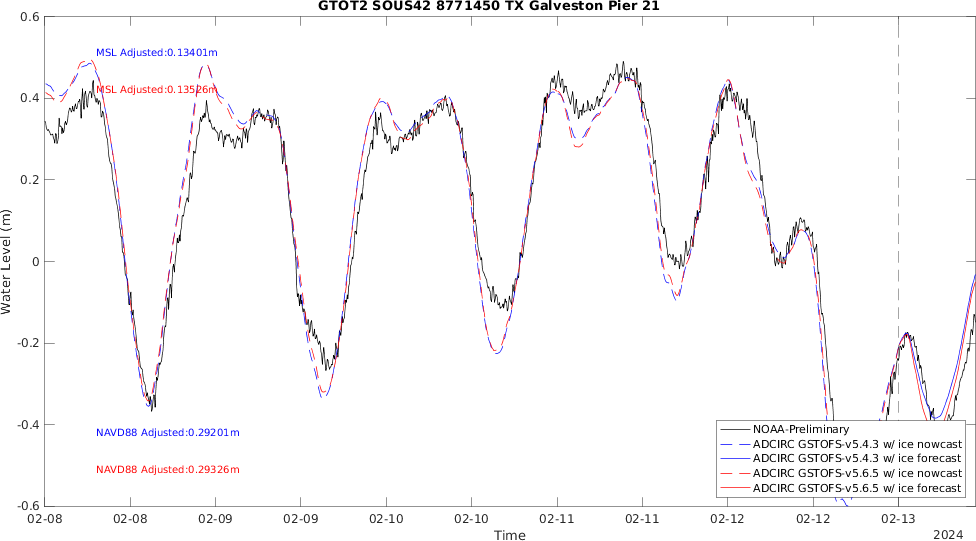 GTOT2 SOUS42 8771450 TX Galveston Pier 21
0.6
MSL Adjusted:0.13401m
MSL Adjusted:0.13526m
0.4
0.2
0
-0.2
-0.4
-0.6
Water Level (m)
NAVD88 Adjusted:0.29201m
NAVD88 Adjusted:0.29326m
NOAA-Preliminary
ADCIRC GSTOFS-v5.4.3 w/ ice nowcast
ADCIRC GSTOFS-v5.4.3 w/ ice forecast
ADCIRC GSTOFS-v5.6.5 w/ ice nowcast
ADCIRC GSTOFS-v5.6.5 w/ ice forecast
02-08 02-08 02-09 02-09 02-10 02-10 02-11 02-11 02-12 02-12 02-13
Time
2024